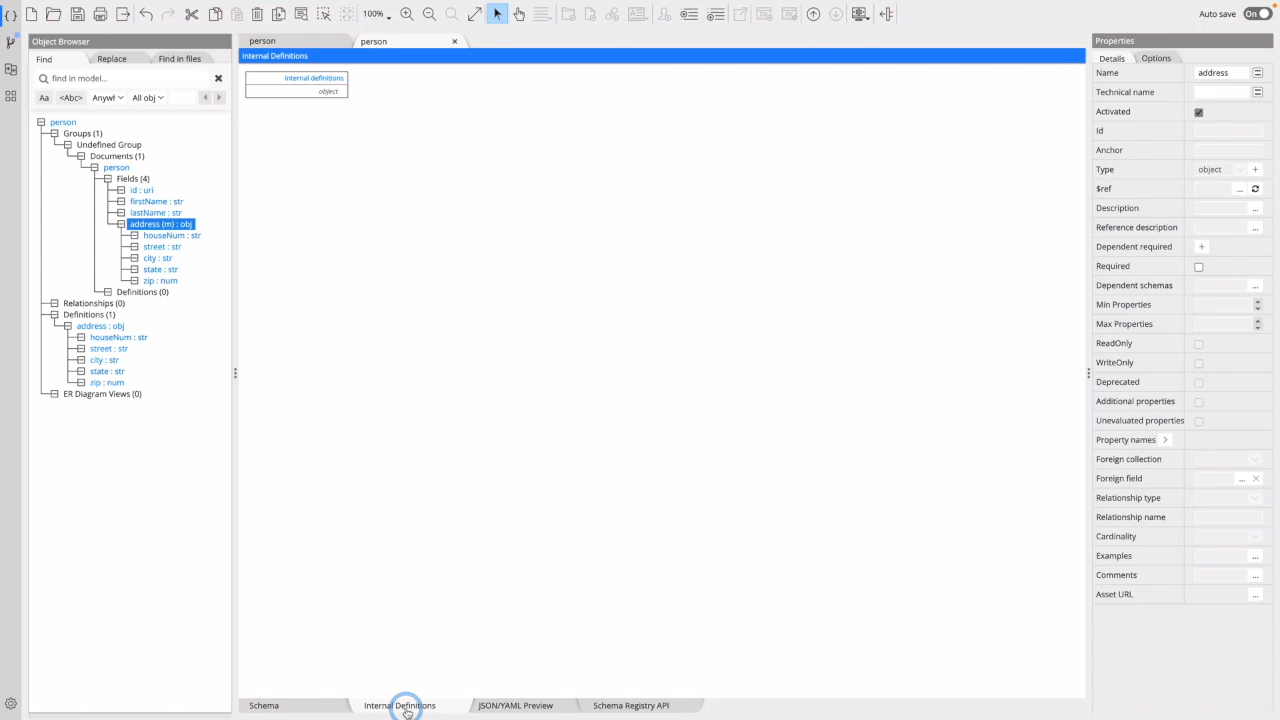 100%
Auto save
On
Object Browser
Find
Replace
Find in files
find in model...
Aa
<Abc>
Anywł
All obj
person
Groups (1)
Undefined Group
Documents (1)
person
Fields (4)
id : uri
firstName : str
lastName : str
address (m) : obj
houseNum : str
street : str
city : str
state : str
zip : num
Definitions (0)
Relationships (0)
Definitions (1)
address : obj
houseNum : str
street : str
city : str
state : str
zip : num
ER Diagram Views (0)
person
person
Internal Definitions
Internal definitions
object
Schema
Internal Definitions
JSON/YAML Preview
Schema Registry API
Properties
Details
Options
Name
address
Technical name
Activated
Id
Anchor
Type
object
$ref
...
Description
...
Reference description
...
Dependent required
Required
Dependent schemas
...
Min Properties
Max Properties
ReadOnly
WriteOnly
Deprecated
Additional properties
Unevaluated properties
Property names
Foreign collection
Foreign field
...
Relationship type
Relationship name
Cardinality
Examples
...
Comments
...
Asset URL
...